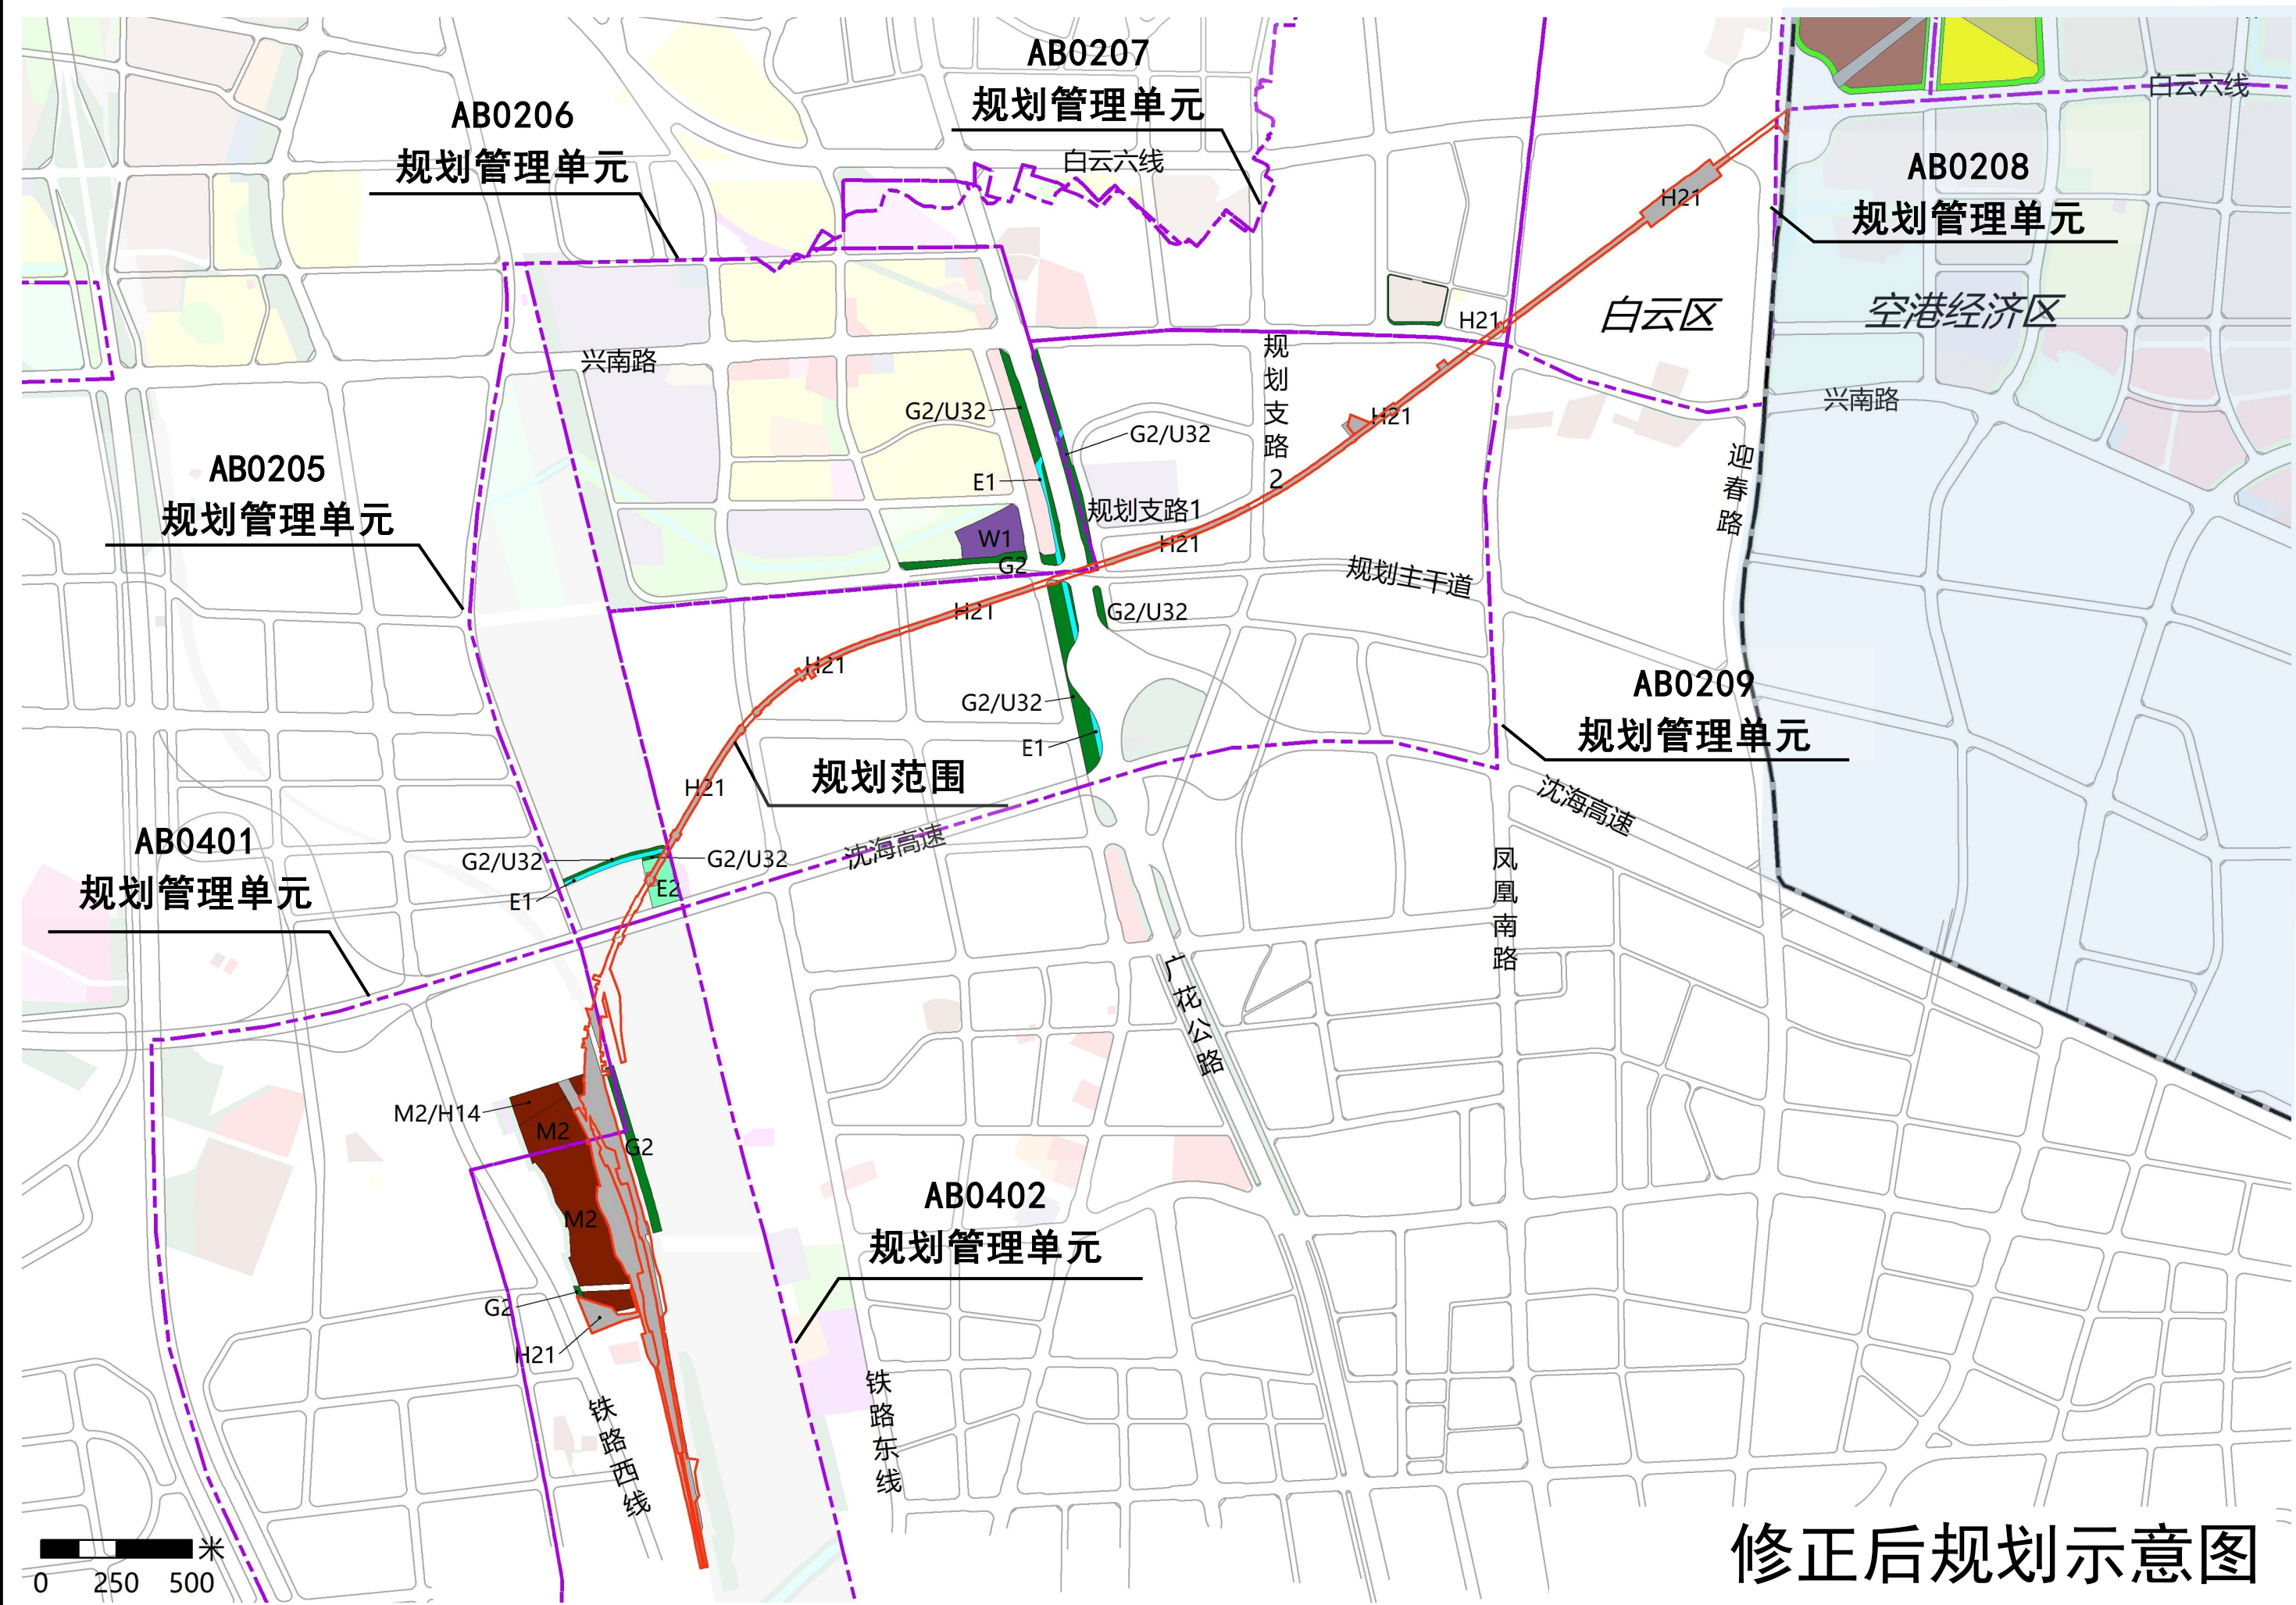 AB0207
规划管理单元
白云六线
AB0206
规划管理单元
白云六线
AB0208
规划管理单元
H21
白云区
空港经济区
H21
兴南路
规划支路2
兴南路
G2/U32
H21
G2/U32
迎春路
AB0205
规划管理单元
E1
规划支路1
W1
H21
G2
规划主干道
H21
G2/U32
H21
AB0209
规划管理单元
G2/U32
E1
规划范围
H21
沈海高速
沈海高速
AB0401
规划管理单元
G2/U32
G2/U32
E2
E1
凤凰南路
广花公路
M2/H14
M2
G2
AB0402
规划管理单元
M2
G2
H21
铁路西线
铁路东线
修正后规划示意图
米
0 250 500